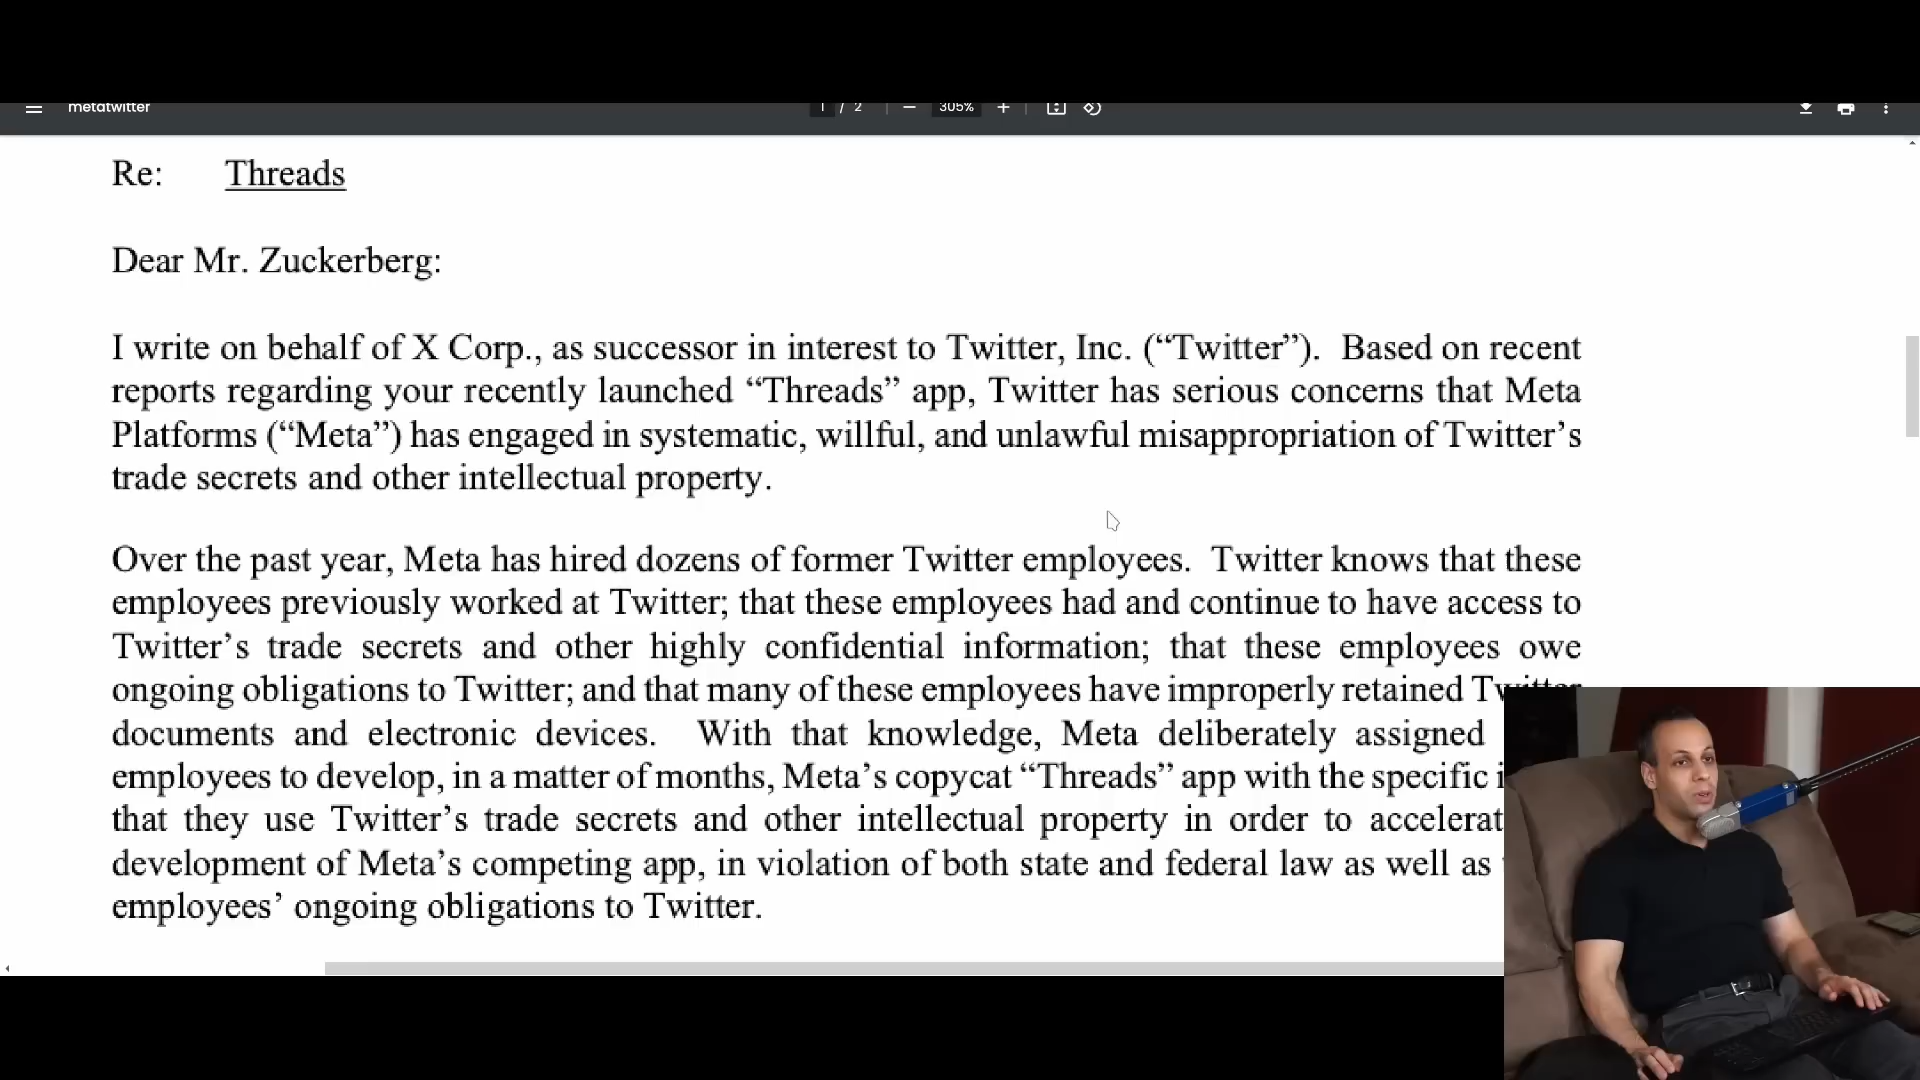 metatwitter 1 / 2 305%
Re: Threads
Dear Mr. Zuckerberg:
I write on behalf of X Corp., as successor in interest to Twitter, Inc. (“Twitter”). Based on recent
reports regarding your recently launched “Threads” app, Twitter has serious concerns that Meta
Platforms (“Meta”) has engaged in systematic, willful, and unlawful misappropriation of Twitter’s
trade secrets and other intellectual property.
Over the past year, Meta has hired dozens of former Twitter employees. Twitter knows that these
employees previously worked at Twitter; that these employees had and continue to have access to
Twitter’s trade secrets and other highly confidential information; that these employees owe
ongoing obligations to Twitter; and that many of these employees have improperly retained Twitter
documents and electronic devices. With that knowledge, Meta deliberately assigned
employees to develop, in a matter of months, Meta’s copycat “Threads” app with the specific
that they use Twitter’s trade secrets and other intellectual property in order to
development of Meta’s competing app, in violation of both state and federal law as well as
employees’ ongoing obligations to Twitter.